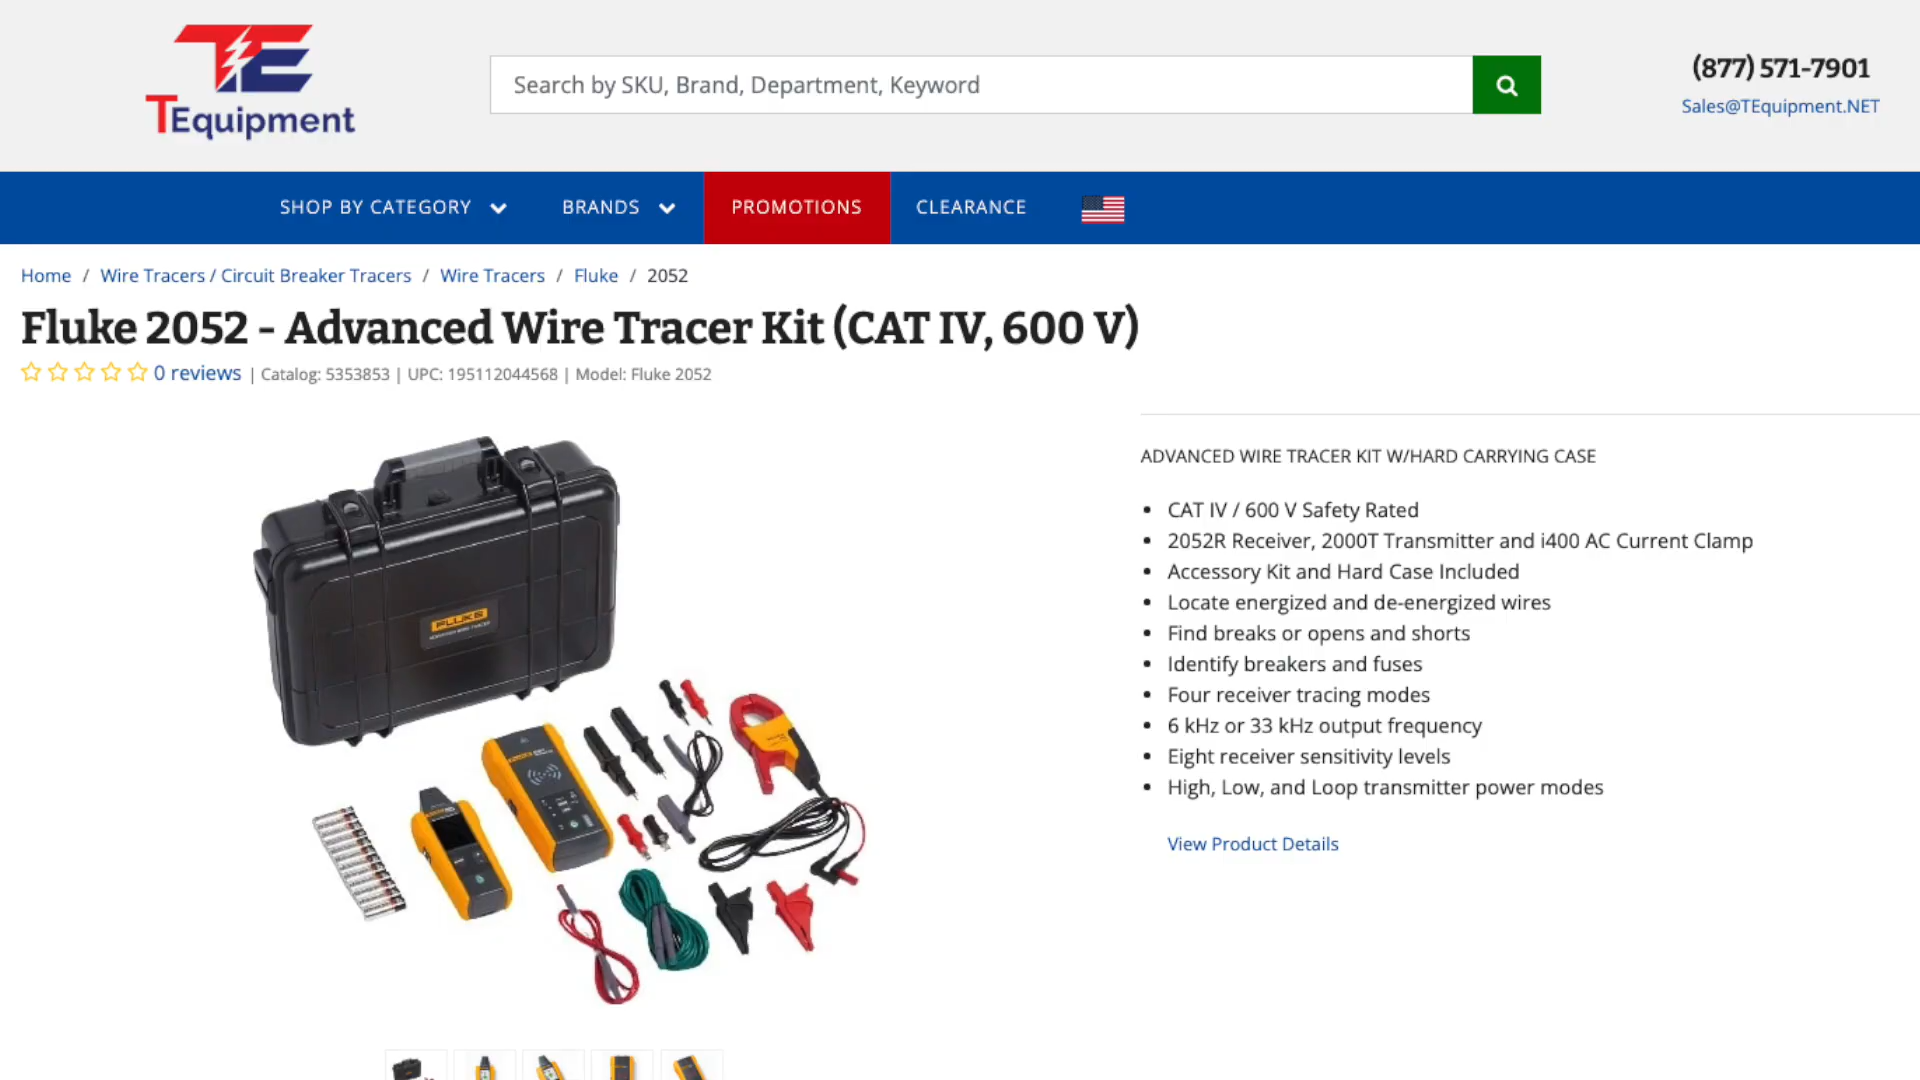 TE
TEquipment
Search by SKU, Brand, Department, Keyword
(877) 571-7901
Sales@TEquipment.NET
SHOP BY CATEGORY
BRANDS
PROMOTIONS
CLEARANCE
Home / Wire Tracers / Circuit Breaker Tracers / Wire Tracers / Fluke / 2052
Fluke 2052 - Advanced Wire Tracer Kit (CAT IV, 600 V)
0 reviews | Catalog: 5353853 | UPC: 195112044568 | Model: Fluke 2052
ADVANCED WIRE TRACER KIT W/HARD CARRYING CASE
CAT IV / 600 V Safety Rated
2052R Receiver, 2000T Transmitter and i400 AC Current Clamp
Accessory Kit and Hard Case Included
Locate energized and de-energized wires
Find breaks or opens and shorts
Identify breakers and fuses
Four receiver tracing modes
6 kHz or 33 kHz output frequency
Eight receiver sensitivity levels
High, Low, and Loop transmitter power modes
View Product Details
FLUKE
ADVANCED WIRE TRACER